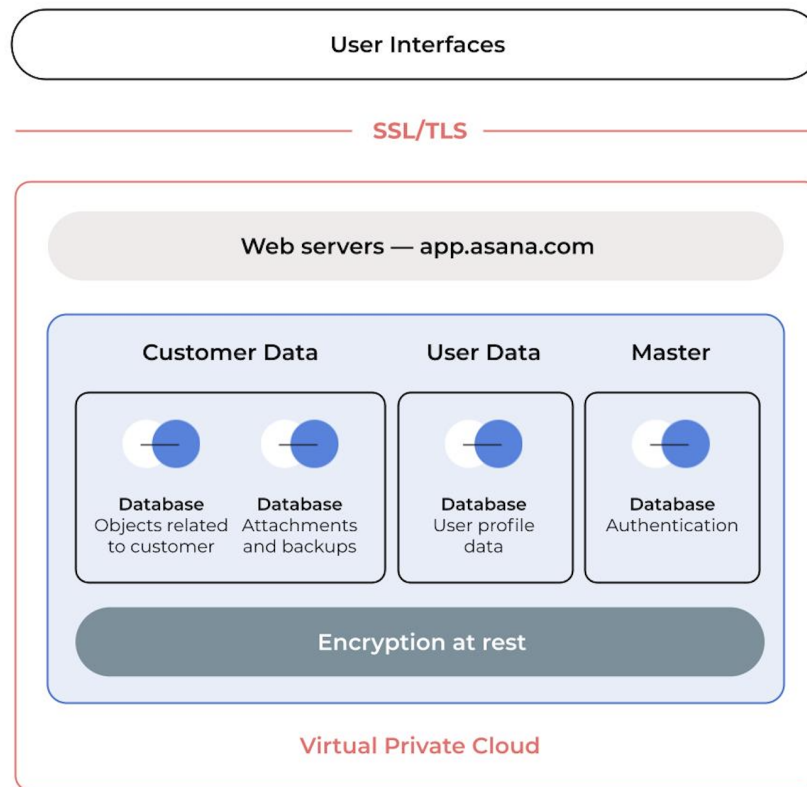 User Interfaces
SSL/TLS
Web servers — app.asana.com
Customer Data
User Data
Master
Database
Objects related
to customer
Database
Attachments
and backups
Database
User profile
data
Database
Authentication
Encryption at rest
Virtual Private Cloud